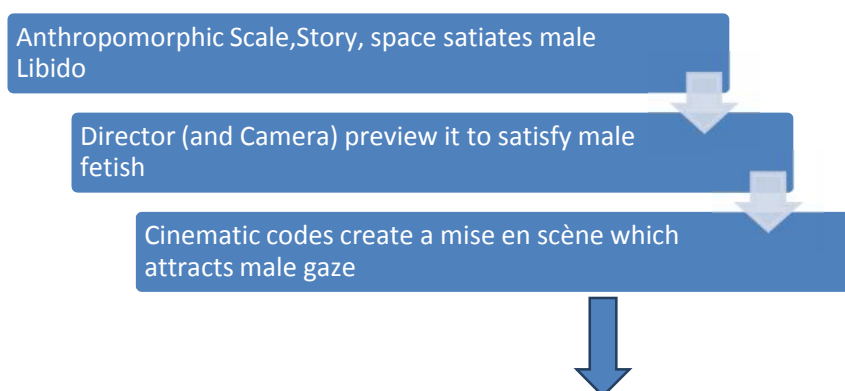 Anthropomorphic Scale,Story, space satiates male
Libido
Director (and Camera) preview it to satisfy male
fetish
Cinematic codes create a mise en scène which
attracts male gaze